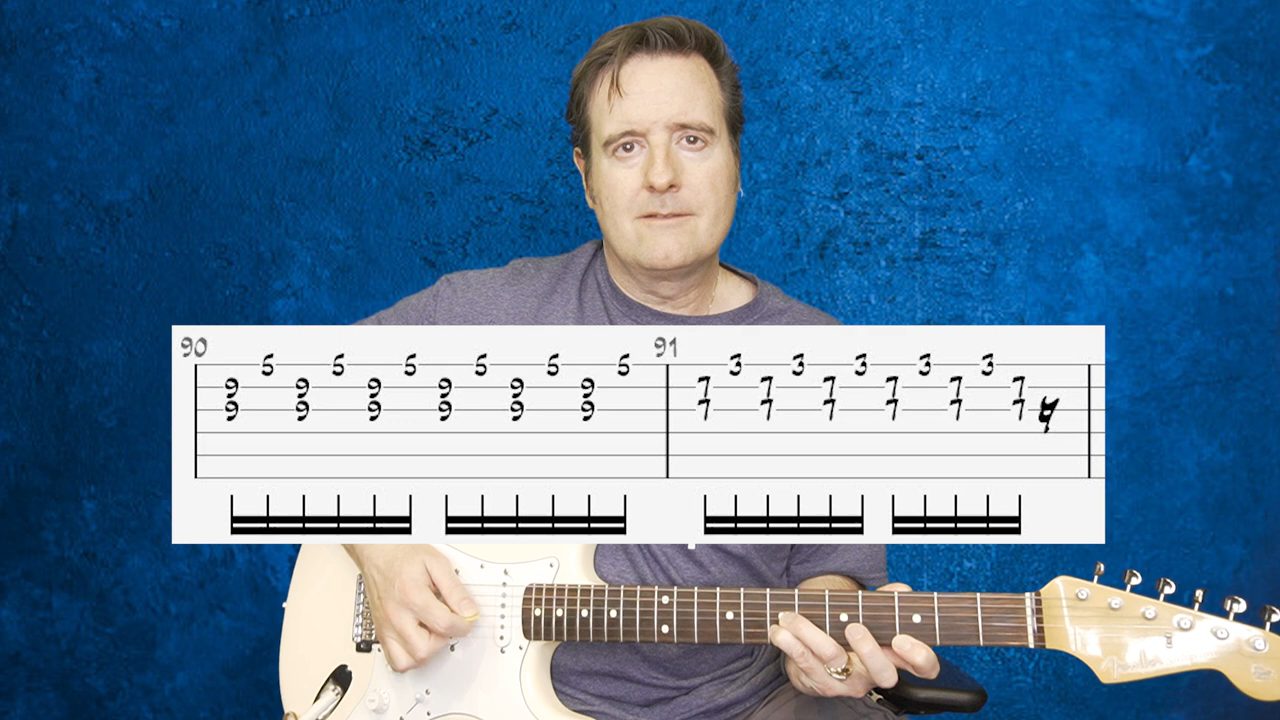 90 91
5 5 5 5 5 5 3 3 3 3 3
9 9 9 9 9 9 7 7 7 7 7 7
9 9 9 9 9 9 7 7 7 7 7 7
Fender